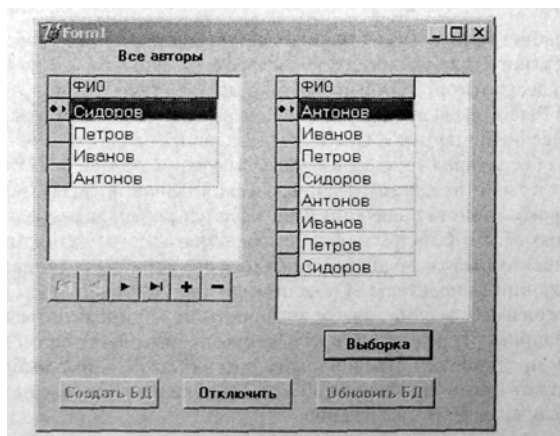 Form1
Все авторы
ФИО
Сидоров
Петров
Иванов
Антонов
ФИО
Антонов
Иванов
Петров
Сидоров
Антонов
Иванов
Петров
Сидоров
Выборка
Создать БД
Отключить
Обновить БД